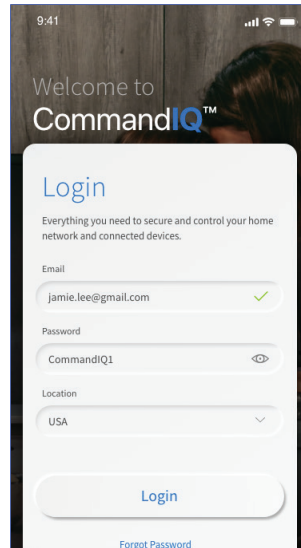 9:41
Welcome to
CommandIQ™
Login
Everything you need to secure and control your home
network and connected devices.
Email
jamie.lee@gmail.com
Password
CommandIQ1
Location
USA
Login
Forgot Password